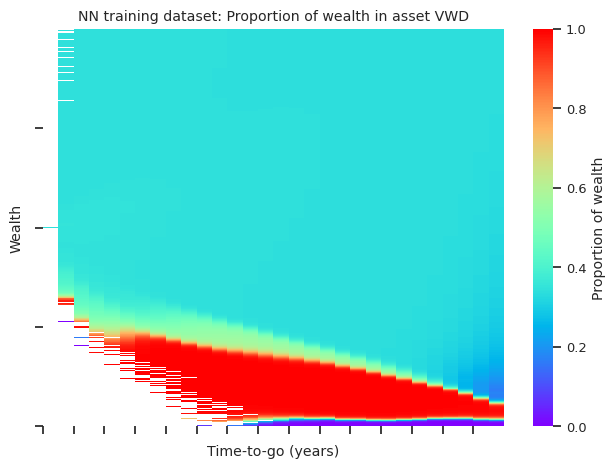 NN training dataset: Proportion of wealth in asset VWD
Wealth
Time-to-go (years)
1.0
0.8
0.6
0.4
0.2
0.0
Proportion of wealth